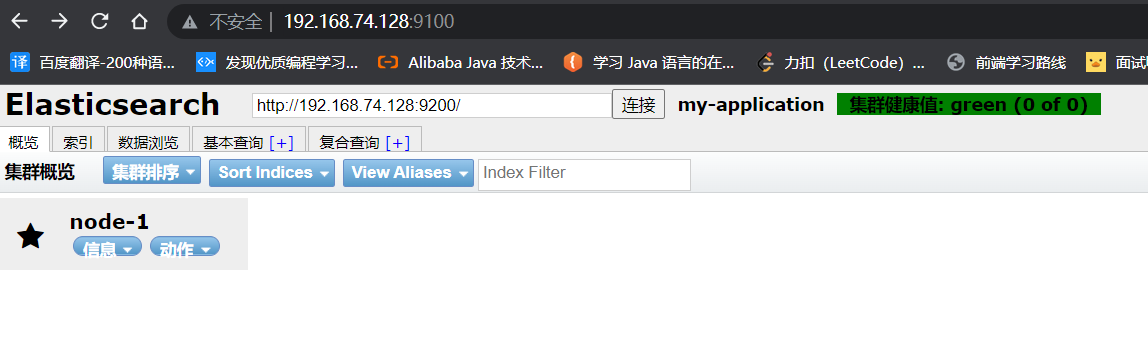 不安全 | 192.168.74.128:9100
百度翻译-200种语... 发现优质编程学习... Alibaba Java 技术... 学习 Java 语言的在... 力扣（LeetCode）... 前端学习路线 面试
Elasticsearch http://192.168.74.128:9200/ 连接 my-application 集群健康值: green (0 of 0)
概览 索引 数据浏览 基本查询 [+] 复合查询 [+]
集群概览 集群排序 Sort Indices View Aliases Index Filter
node-1
信息 动作